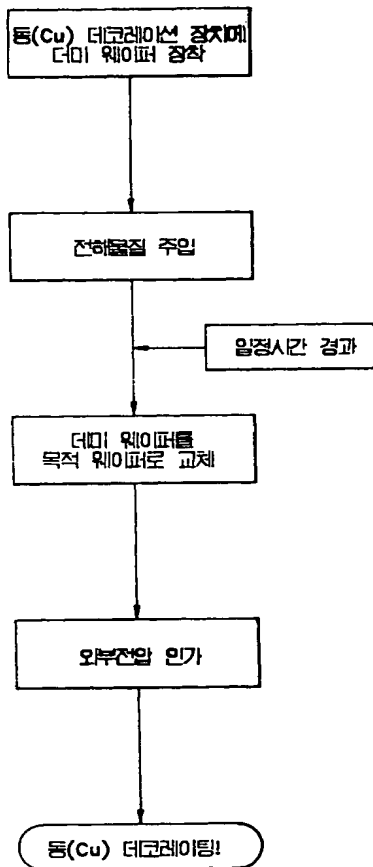 동(Cu) 데코레이션 장치에
더미 웨이퍼 장착
전해물질 주입
일정시간 경과
더미 웨이퍼를
목적 웨이퍼로 교체
외부전압 인가
동(Cu) 데코레이팅!